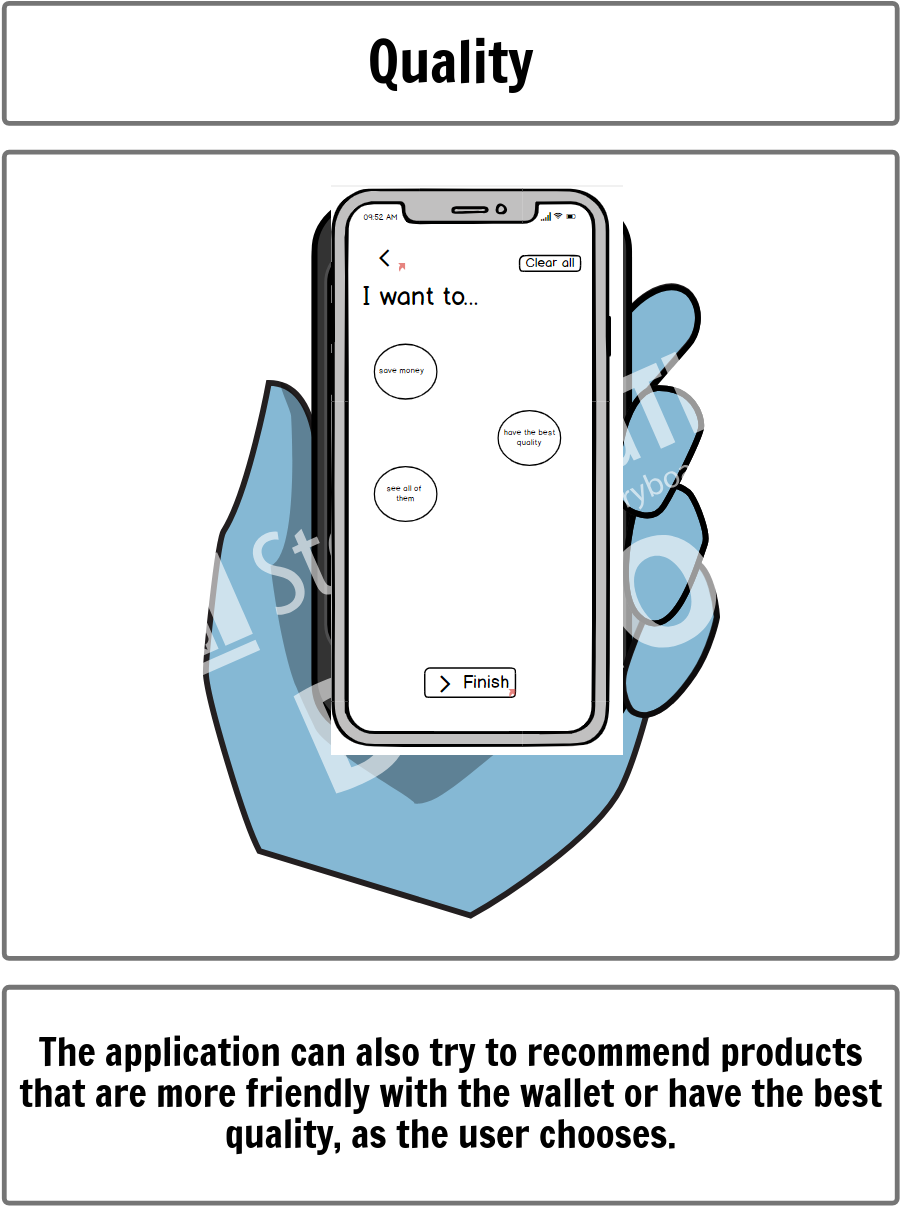 Quality
09:52 AM
Clear all
I want to...
save money
have the best
quality
see all of
them
Finish
The application can also try to recommend products
that are more friendly with the wallet or have the best
quality, as the user chooses.